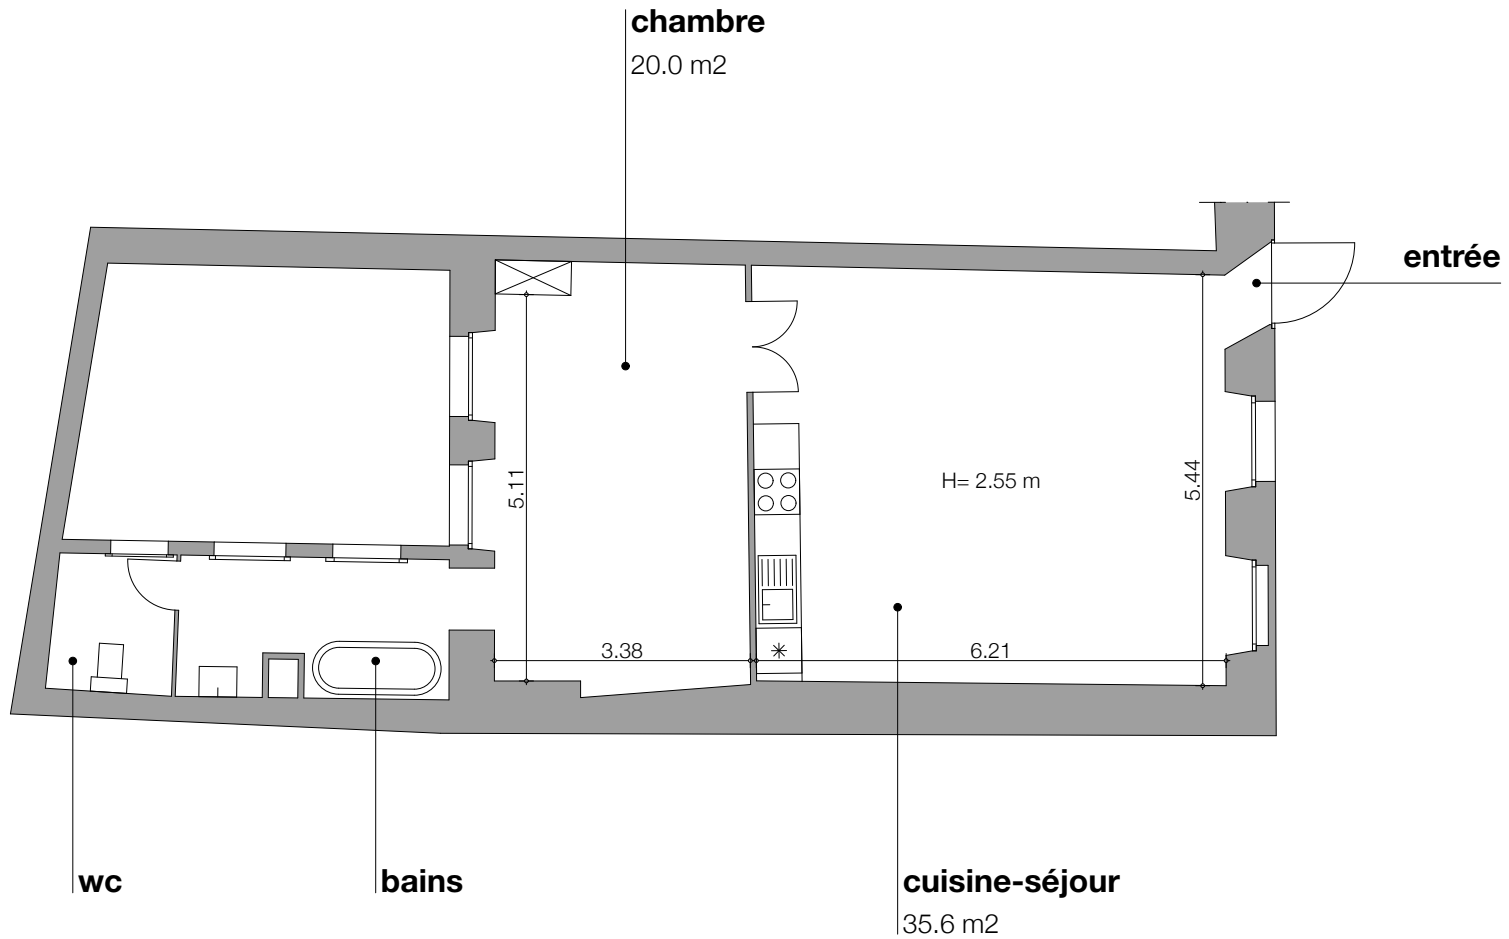 chambre
20.0 m2
entrée
5.11
H= 2.55 m
5.44
3.38
6.21
wc
bains
cuisine-séjour
35.6 m2